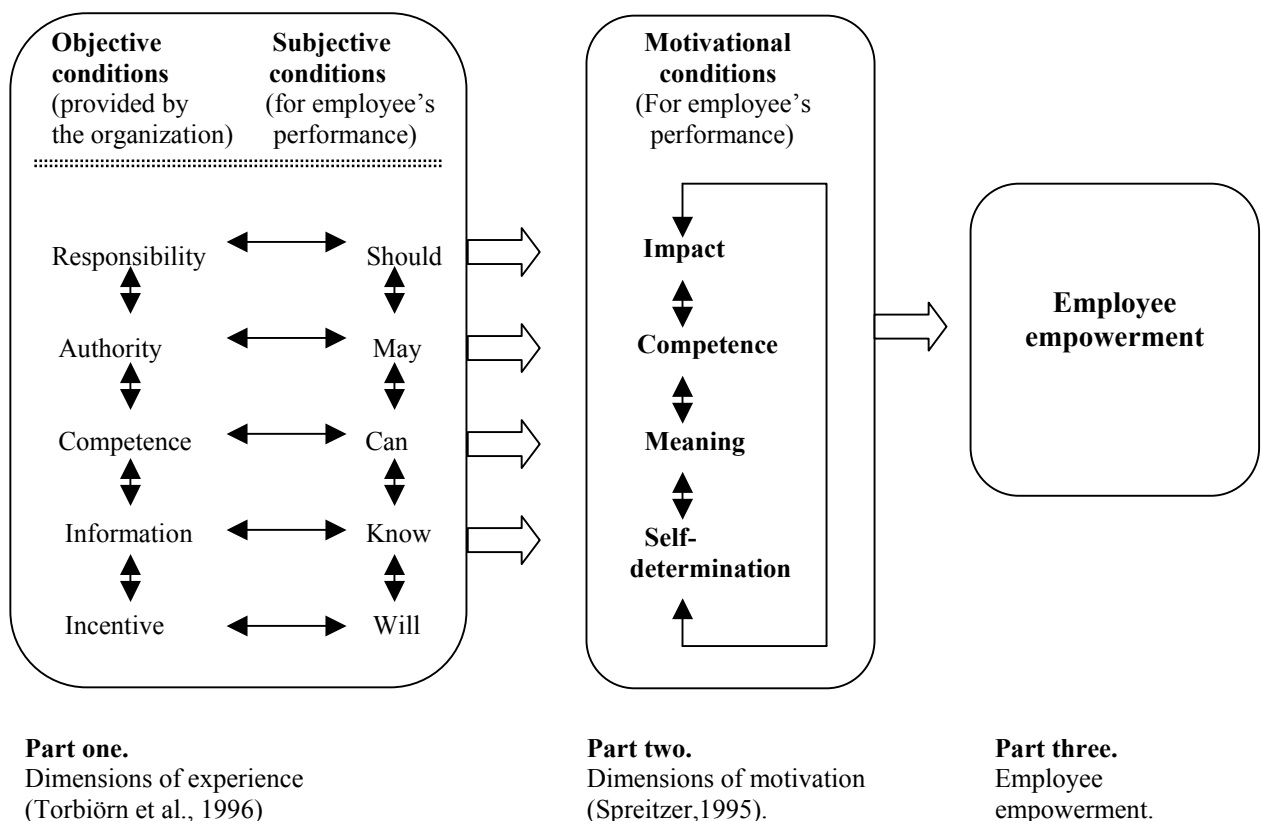 Objective
conditions
(provided by
the organization)
Subjective
conditions
(for employee’s
performance)
Responsibility
Should
Authority
May
Competence
Can
Information
Know
Incentive
Will
Motivational
conditions
(For employee’s
performance)
Impact
Competence
Meaning
Self-
determination
Employee
empowerment
Part one.
Dimensions of experience
(Torbiörn et al., 1996)
Part two.
Dimensions of motivation
(Spreitzer,1995).
Part three.
Employee
empowerment.